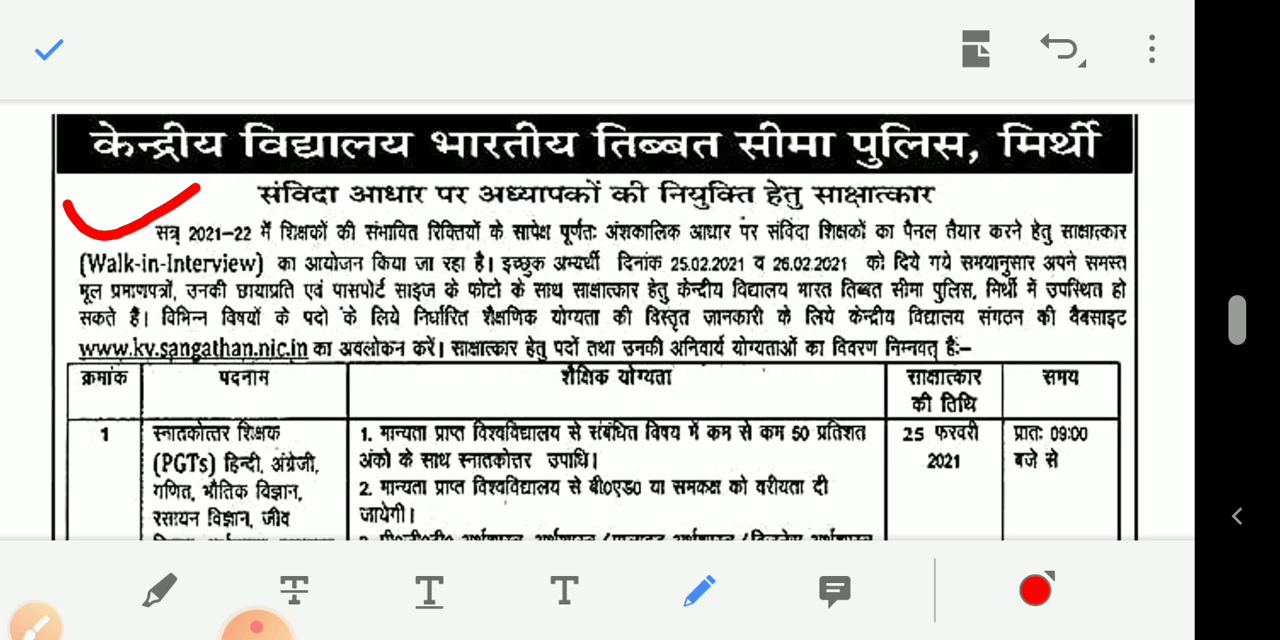 केन्द्रीय विद्यालय भारतीय तिब्बत सीमा पुलिस, मिर्थी
संविदा आधार पर अध्यापकों की नियुक्ति हेतु साक्षात्कार
सत्र 2021-22 में शिक्षकों की संभावित रिक्तियों के सापेक्ष पूर्णतः अंशकालिक आधार पर संविदा शिक्षकों का पैनल तैयार करने हेतु साक्षात्कार
(Walk-in-Interview) का आयोजन किया जा रहा है। इच्छुक अभ्यर्थी दिनांक 25.02.2021 व 26.02.2021 को दिये गये समयानुसार अपने समस्त
मूल प्रमाणपत्रों, उनकी छायाप्रति एवं पासपोर्ट साइज के फोटो के साथ साक्षात्कार हेतु केन्द्रीय विद्यालय भारत तिब्बत सीमा पुलिस, मिर्थी में उपस्थित हो
सकते हैं। विभिन्न विषयों के पदो के लिये निर्धारित शैक्षणिक योग्यता की विस्तृत जानकारी के लिये केन्द्रीय विद्यालय संगठन की वैबसाइट
www.kv.sangathan.nic.in का अवलोकन करें। साक्षात्कार हेतु पदों तथा उनकी अनिवार्य योग्यताओं का विवरण निम्नवत् है:–
क्रमांक पदनाम शैक्षिक योग्यता साक्षात्कार की तिथि समय
1 स्नातकोत्तर शिक्षक
(PGTs) हिन्दी, अंग्रेजी,
गणित, भौतिक विज्ञान,
रसायन विज्ञान, जीव
1. मान्यता प्राप्त विश्वविद्यालय से संबंधित विषय में कम से कम 50 प्रतिशत
अंको के साथ स्नातकोत्तर उपाधि।
2. मान्यता प्राप्त विश्वविद्यालय से बी0एड0 या समकक्ष को वरीयता दी
जायेगी।
25 फरवरी
2021
प्रातः 09:00
बजे से